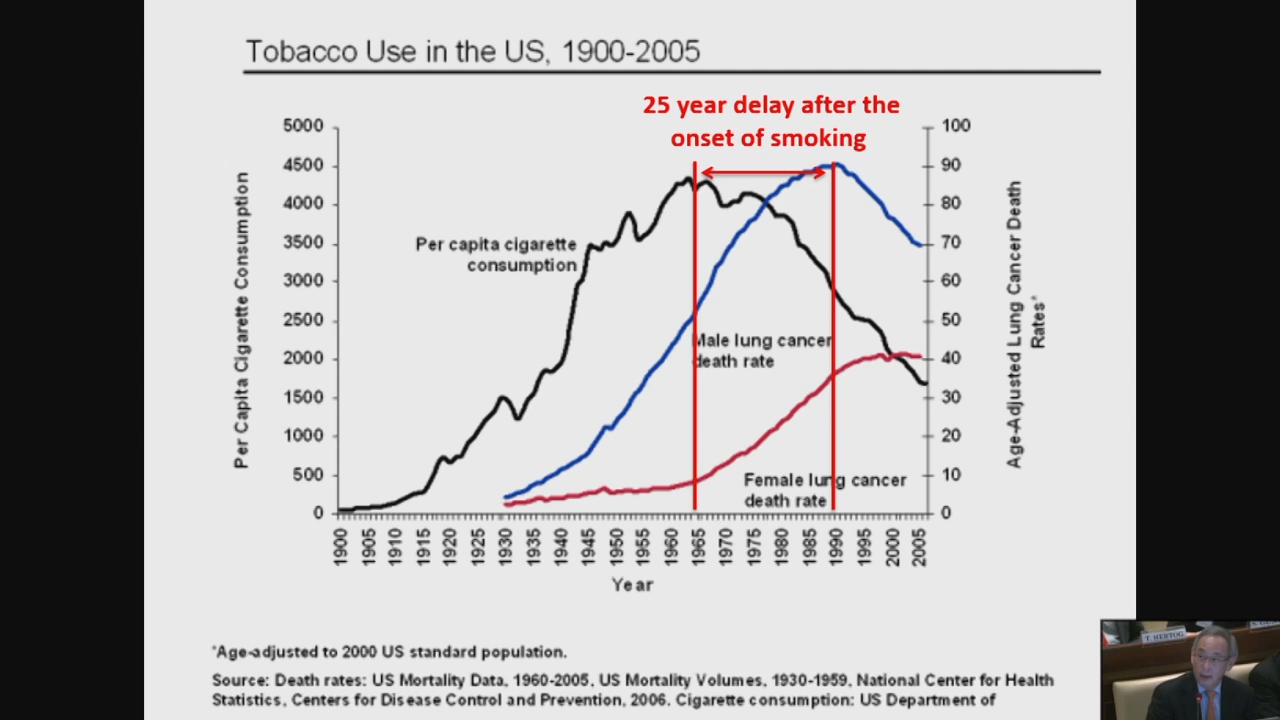 Tobacco Use in the US, 1900-2005
25 year delay after the
onset of smoking
5000
4500
4000
3500
3000
2500
2000
1500
1000
500
0
Per Capita Cigarette Consumption
100
90
80
70
60
50
40
30
20
10
0
Age-Adjusted Lung Cancer Death
Rates*
Per capita cigarette
consumption
Male lung cancer
death rate
Female lung cancer
death rate
1900 1905 1910 1915 1920 1925 1930 1935 1940 1945 1950 1955 1960 1965 1970 1975 1980 1985 1990 1995 2000 2005
Year
*Age-adjusted to 2000 US standard population.
Source: Death rates: US Mortality Data, 1960-2005, US Mortality Volumes, 1930-1959, National Center for Health
Statistics, Centers for Disease Control and Prevention, 2006. Cigarette consumption: US Department of
T. HERTOG